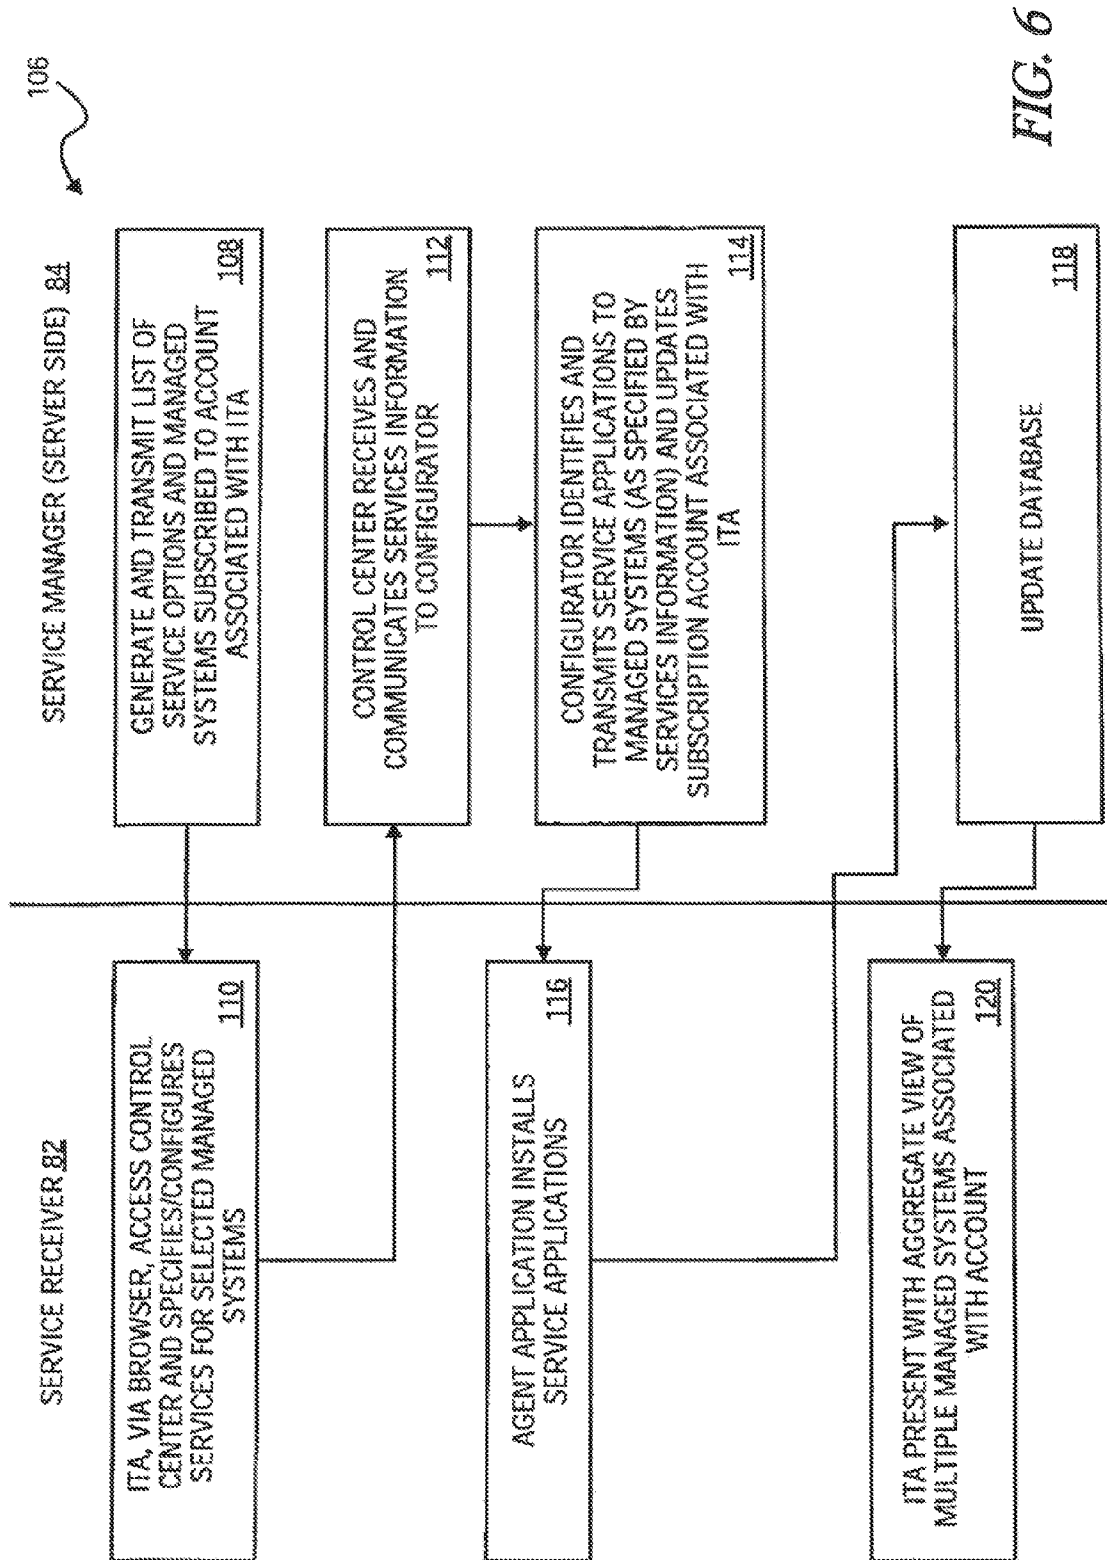 106
SERVICE RECEIVER 82
SERVICE MANAGER (SERVER SIDE) 84
GENERATE AND TRANSMIT LIST OF
SERVICE OPTIONS AND MANAGED
SYSTEMS SUBSCRIBED TO ACCOUNT
ASSOCIATED WITH ITA
108
ITA, VIA BROWSER, ACCESS CONTROL
CENTER AND SPECIFIES/CONFIGURES
SERVICES FOR SELECTED MANAGED
SYSTEMS
110
CONTROL CENTER RECEIVES AND
COMMUNICATES SERVICES INFORMATION
TO CONFIGURATOR
112
CONFIGURATOR IDENTIFIES AND
TRANSMITS SERVICE APPLICATIONS TO
MANAGED SYSTEMS (AS SPECIFIED BY
SERVICES INFORMATION) AND UPDATES
SUBSCRIPTION ACCOUNT ASSOCIATED WITH
ITA
114
AGENT APPLICATION INSTALLS
SERVICE APPLICATIONS
116
UPDATE DATABASE
118
ITA PRESENT WITH AGGREGATE VIEW OF
MULTIPLE MANAGED SYSTEMS ASSOCIATED
WITH ACCOUNT
120
FIG. 6